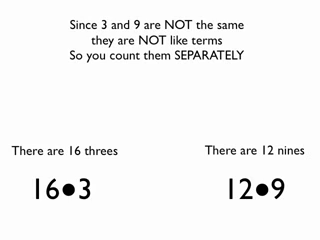 Since 3 and 9 are NOT the same
they are NOT like terms
So you count them SEPARATELY
There are 16 threes
There are 12 nines
16●3
12●9